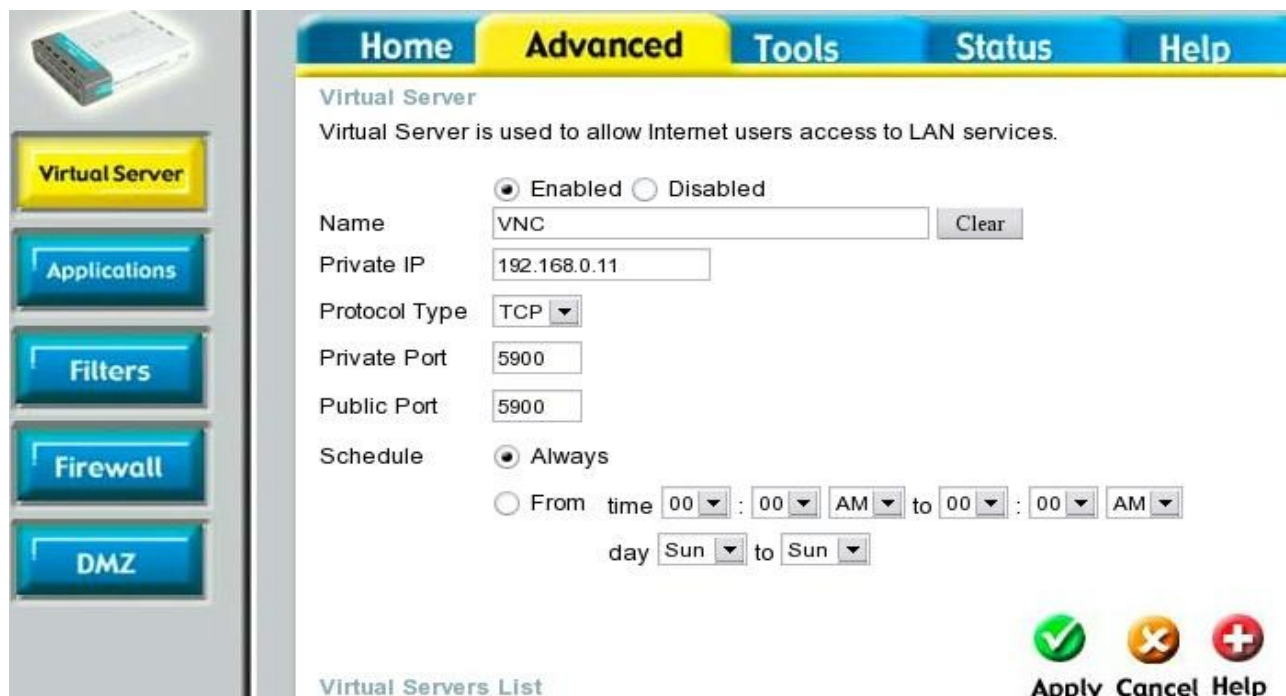 Home Advanced Tools Status Help
Virtual Server
Virtual Server is used to allow Internet users access to LAN services.
Enabled Disabled
Name VNC Clear
Private IP 192.168.0.11
Protocol Type TCP
Private Port 5900
Public Port 5900
Schedule Always
From time 00 : 00 AM to 00 : 00 AM
day Sun to Sun
Apply Cancel Help
Virtual Servers List
Virtual Server
Applications
Filters
Firewall
DMZ